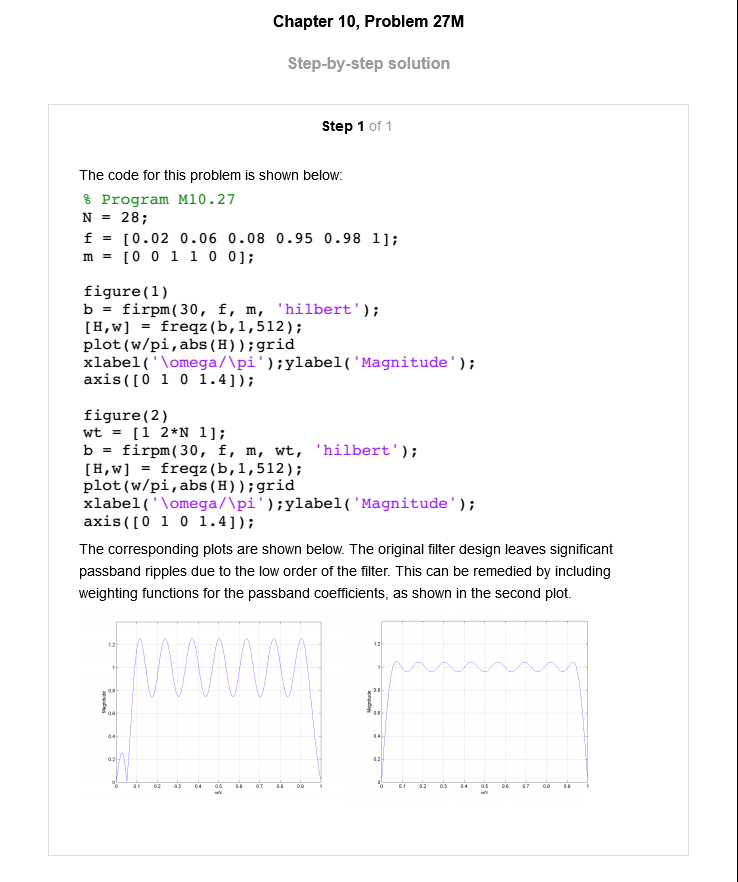 Chapter 10, Problem 27M
Step-by-step solution
Step 1 of 1
The code for this problem is shown below:
% Program M10.27
N = 28;
f = [0.02 0.06 0.08 0.95 0.98 1];
m = [0 0 1 1 0 0];
figure(1)
b = firpm(30, f, m, 'hilbert');
[H,w] = freqz(b,1,512);
plot(w/pi,abs(H));grid
xlabel('\omega/\pi');ylabel('Magnitude');
axis([0 1 0 1.4]);
figure(2)
wt = [1 2*N 1];
b = firpm(30, f, m, wt, 'hilbert');
[H,w] = freqz(b,1,512);
plot(w/pi,abs(H));grid
xlabel('\omega/\pi');ylabel('Magnitude');
axis([0 1 0 1.4]);
The corresponding plots are shown below. The original filter design leaves significant
passband ripples due to the low order of the filter. This can be remedied by including
weighting functions for the passband coefficients, as shown in the second plot.
Magnitude
1.2
1
0.8
0.6
0.4
0.2
0
0 0.1 0.2 0.3 0.4 0.5 0.6 0.7 0.8 0.9 1
Magnitude
1.2
1
0.8
0.6
0.4
0.2
0
0 0.1 0.2 0.3 0.4 0.5 0.6 0.7 0.8 0.9 1